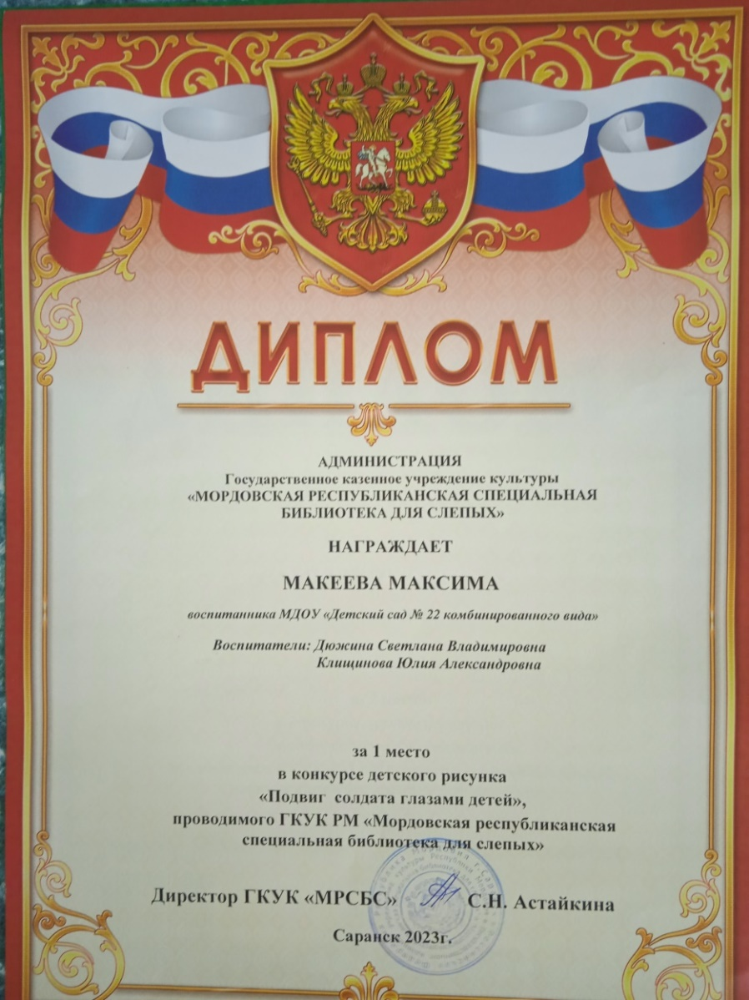 ДИПЛОМ
АДМИНИСТРАЦИЯ
Государственное казенное учреждение культуры
«МОРДОВСКАЯ РЕСПУБЛИКАНСКАЯ СПЕЦИАЛЬНАЯ
БИБЛИОТЕКА ДЛЯ СЛЕПЫХ»
НАГРАЖДАЕТ
МАКЕЕВА МАКСИМА
воспитанника МДОУ «Детский сад № 22 комбинированного вида»
Воспитатели: Дюжина Светлана Владимировна
Клищинова Юлия Александровна
за 1 место
в конкурсе детского рисунка
«Подвиг солдата глазами детей»,
проводимого ГКУК РМ «Мордовская республиканская
специальная библиотека для слепых»
Директор ГКУК «МРСБС» С.Н. Астайкина
Саранск 2023г.